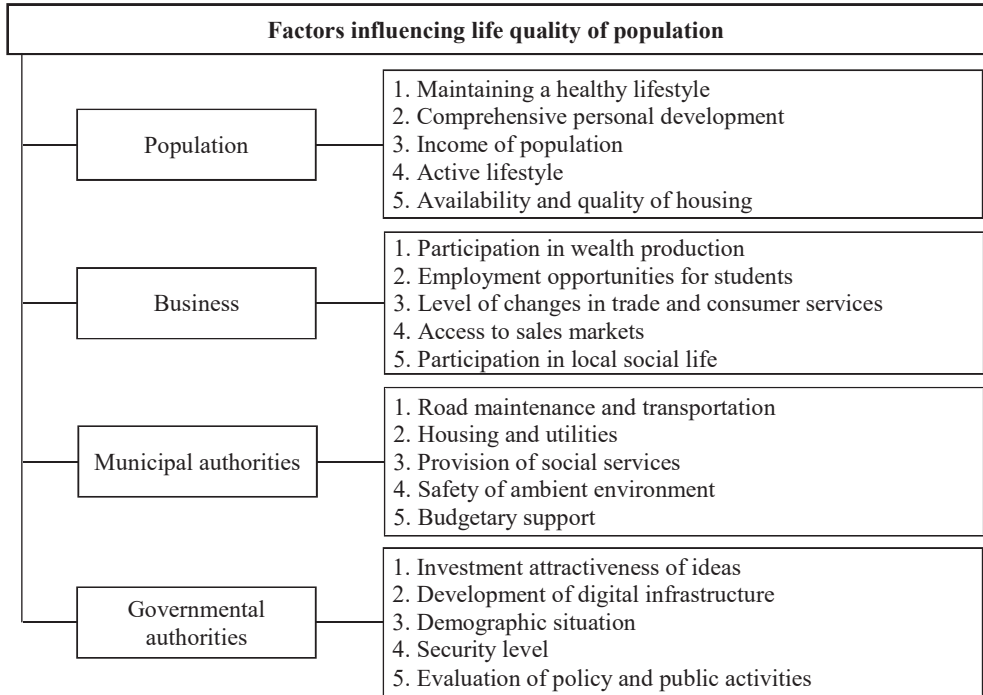 Factors influencing life quality of population
Population
1. Maintaining a healthy lifestyle
2. Comprehensive personal development
3. Income of population
4. Active lifestyle
5. Availability and quality of housing
Business
1. Participation in wealth production
2. Employment opportunities for students
3. Level of changes in trade and consumer services
4. Access to sales markets
5. Participation in local social life
Municipal authorities
1. Road maintenance and transportation
2. Housing and utilities
3. Provision of social services
4. Safety of ambient environment
5. Budgetary support
Governmental
authorities
1. Investment attractiveness of ideas
2. Development of digital infrastructure
3. Demographic situation
4. Security level
5. Evaluation of policy and public activities